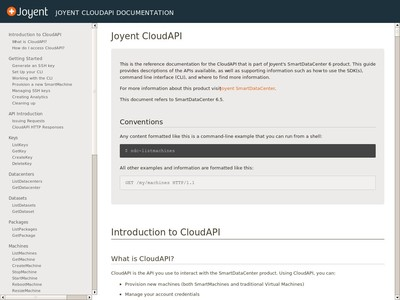 Joyent
JOYENT CLOUDAPI DOCUMENTATION
Introduction to CloudAPI
What is CloudAPI?
How do I access CloudAPI?
Getting Started
Generate an SSH key
Set Up your CLI
Working with the CLI
Provision a new SmartMachine
Managing SSH keys
Creating Analytics
Cleaning up
API Introduction
Issuing Requests
CloudAPI HTTP Responses
Keys
ListKeys
GetKey
CreateKey
DeleteKey
Datacenters
ListDatacenters
GetDatacenter
Datasets
ListDatasets
GetDataset
Packages
ListPackages
GetPackage
Machines
ListMachines
GetMachine
CreateMachine
StopMachine
StartMachine
RebootMachine
ResizeMachine
Joyent CloudAPI
This is the reference documentation for the CloudAPI that is part of Joyent's SmartDataCenter 6 product. This guide
provides descriptions of the APIs available, as well as supporting information such as how to use the SDK(s),
command line interface (CLI), and where to find more information.
For more information about this product visit Joyent SmartDataCenter.
This document refers to SmartDataCenter 6.5.
Conventions
Any content formatted like this is a command-line example that you can run from a shell:
$ sdc-listmachines
All other examples and information are formatted like this:
GET /my/machines HTTP/1.1
Introduction to CloudAPI
What is CloudAPI?
CloudAPI is the API you use to interact with the SmartDataCenter product. Using CloudAPI, you can:
• Provision new machines (both SmartMachines and traditional Virtual Machines)
• Manage your account credentials